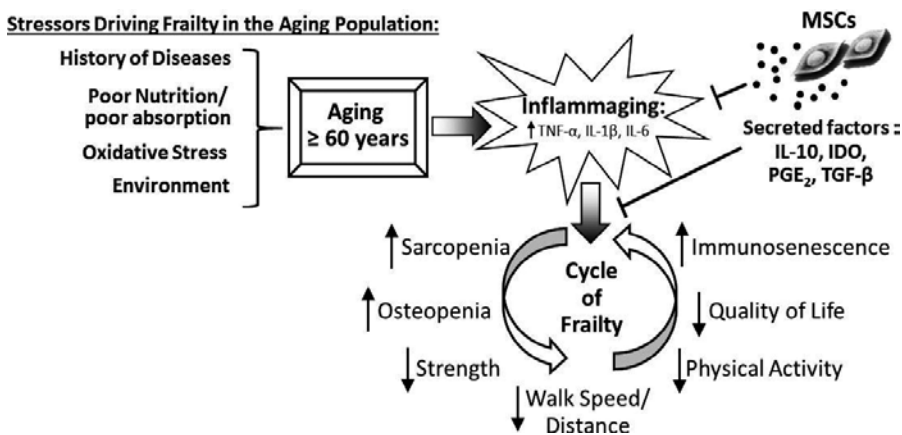 Stressors Driving Frailty in the Aging Population:
History of Diseases
Poor Nutrition/
poor absorption
Oxidative Stress
Environment
Aging
≥ 60 years
Inflammaging:
↑ TNF-α, IL-1β, IL-6
MSCs
Secreted factors =
IL-10, IDO,
PGE₂, TGF-β
Cycle
of
Frailty
↑ Sarcopenia
↑ Osteopenia
↓ Strength
↓ Walk Speed/
Distance
↑ Immunosenescence
↓ Quality of Life
↓ Physical Activity